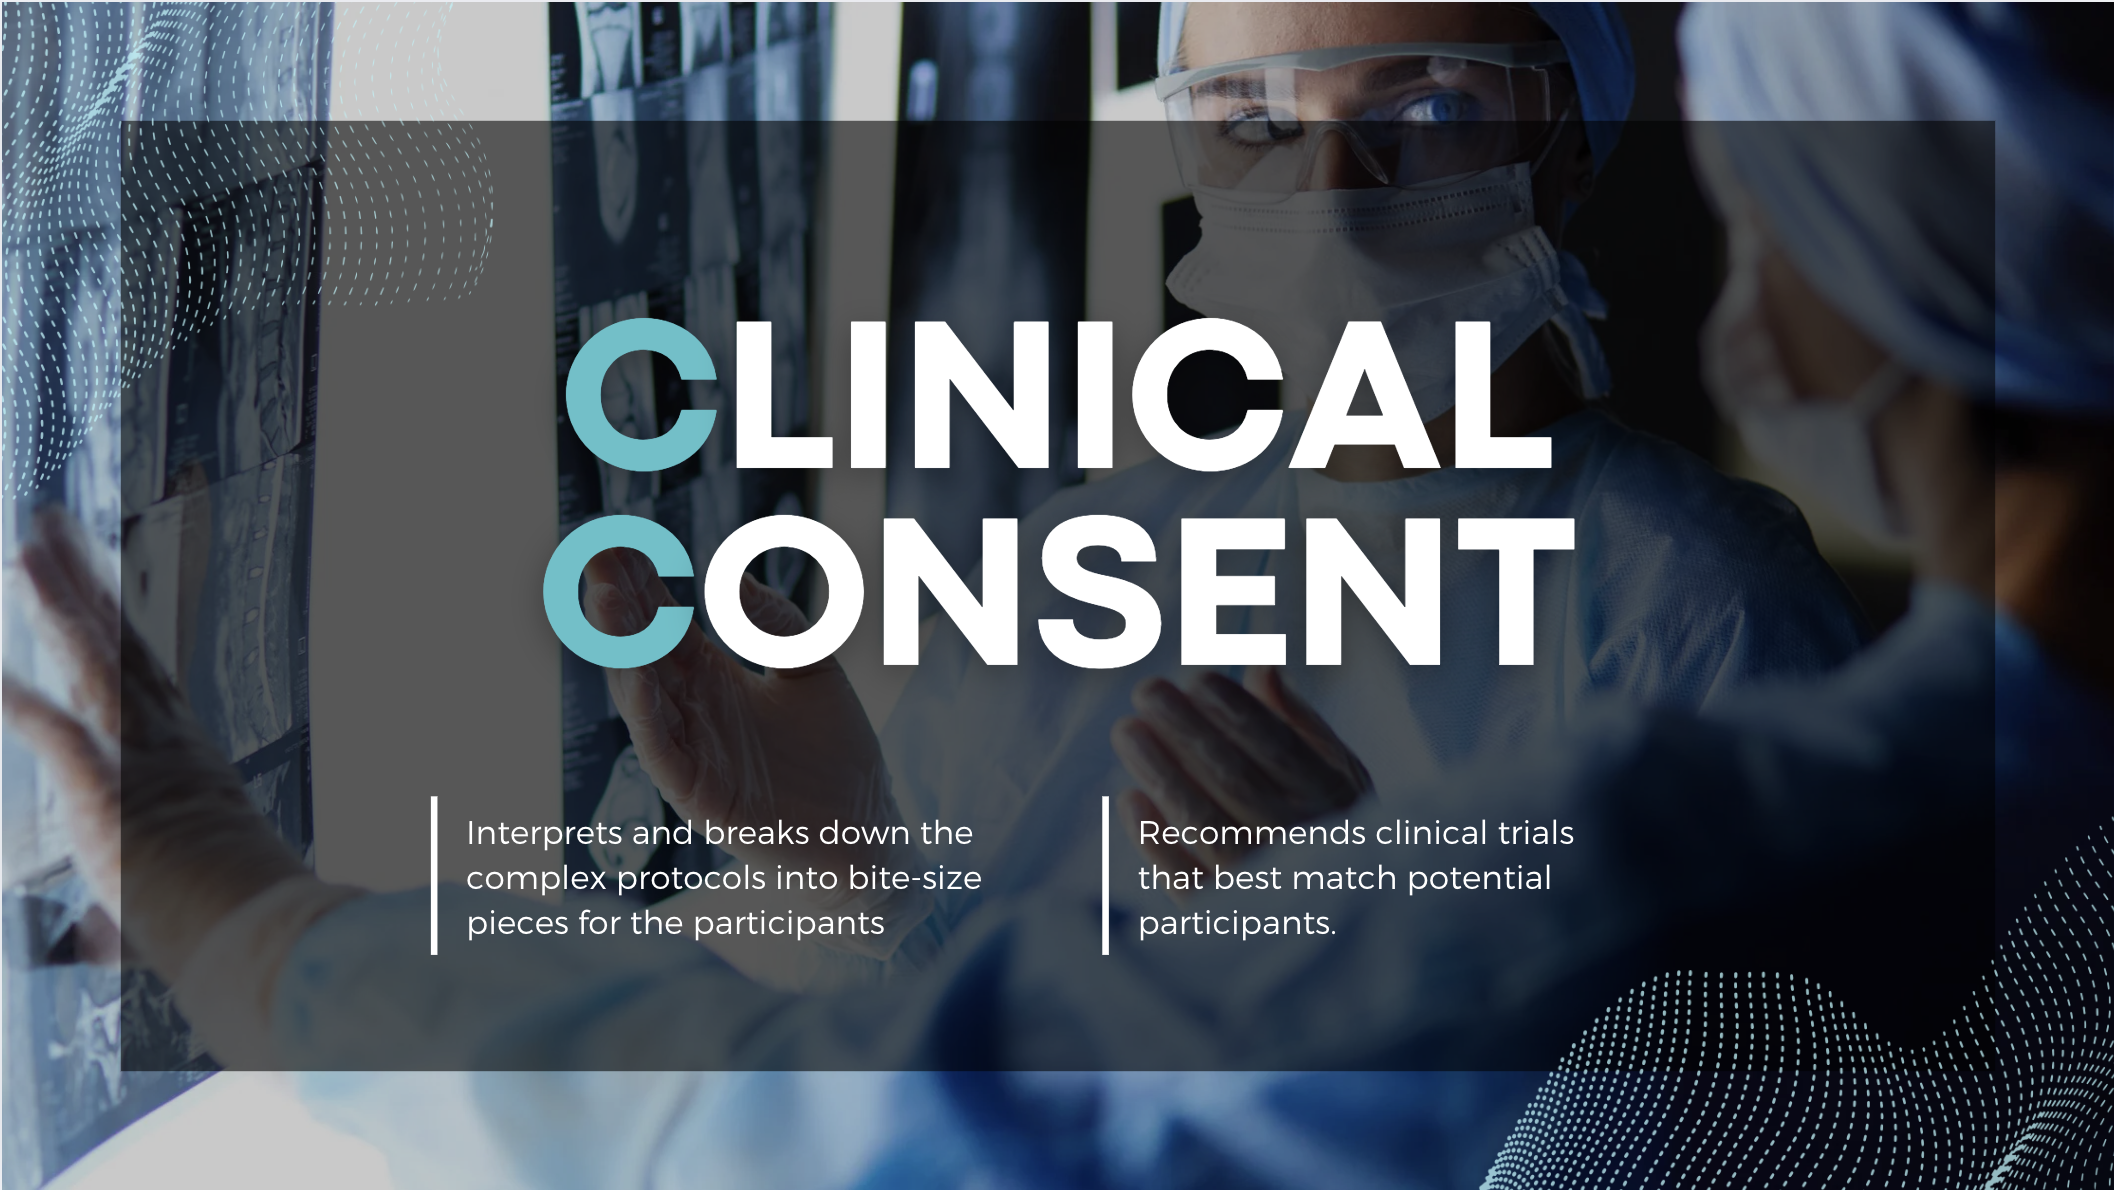 CLINICAL
CONSENT
Interprets and breaks down the
complex protocols into bite-size
pieces for the participants
Recommends clinical trials
that best match potential
participants.